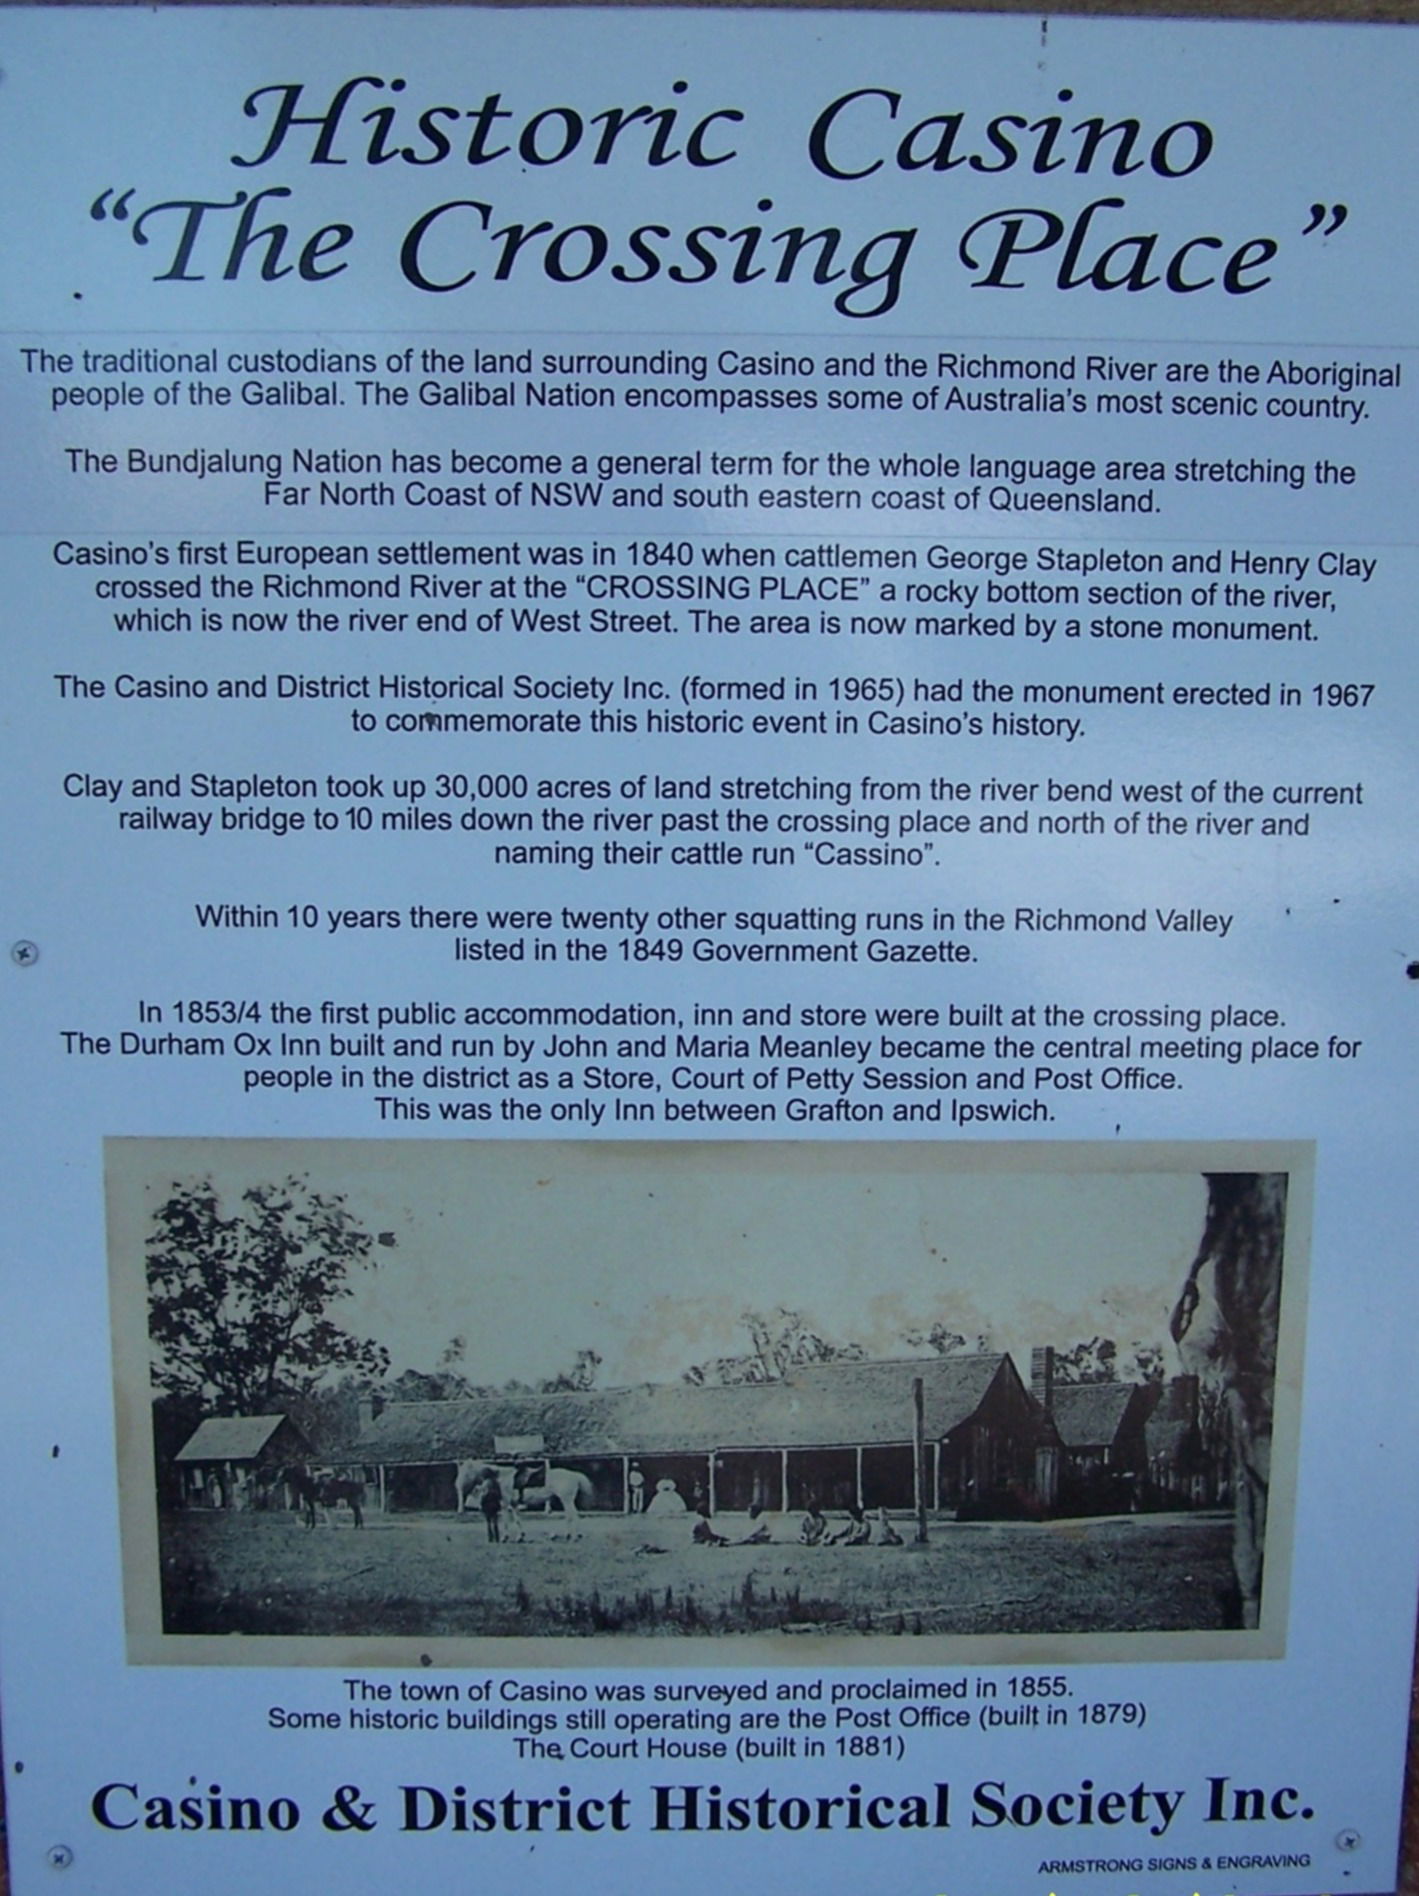 Historic Casino
“The Crossing Place”
The traditional custodians of the land surrounding Casino and the Richmond River are the Aboriginal
people of the Galibal. The Galibal Nation encompasses some of Australia’s most scenic country.
The Bundjalung Nation has become a general term for the whole language area stretching the
Far North Coast of NSW and south eastern coast of Queensland.
Casino’s first European settlement was in 1840 when cattlemen George Stapleton and Henry Clay
crossed the Richmond River at the “CROSSING PLACE” a rocky bottom section of the river,
which is now the river end of West Street. The area is now marked by a stone monument.
The Casino and District Historical Society Inc. (formed in 1965) had the monument erected in 1967
to commemorate this historic event in Casino’s history.
Clay and Stapleton took up 30,000 acres of land stretching from the river bend west of the current
railway bridge to 10 miles down the river past the crossing place and north of the river and
naming their cattle run “Cassino”.
Within 10 years there were twenty other squatting runs in the Richmond Valley
listed in the 1849 Government Gazette.
In 1853/4 the first public accommodation, inn and store were built at the crossing place.
The Durham Ox Inn built and run by John and Maria Meanley became the central meeting place for
people in the district as a Store, Court of Petty Session and Post Office.
This was the only Inn between Grafton and Ipswich.
The town of Casino was surveyed and proclaimed in 1855.
Some historic buildings still operating are the Post Office (built in 1879)
The Court House (built in 1881)
Casino & District Historical Society Inc.
ARMSTRONG SIGNS & ENGRAVING